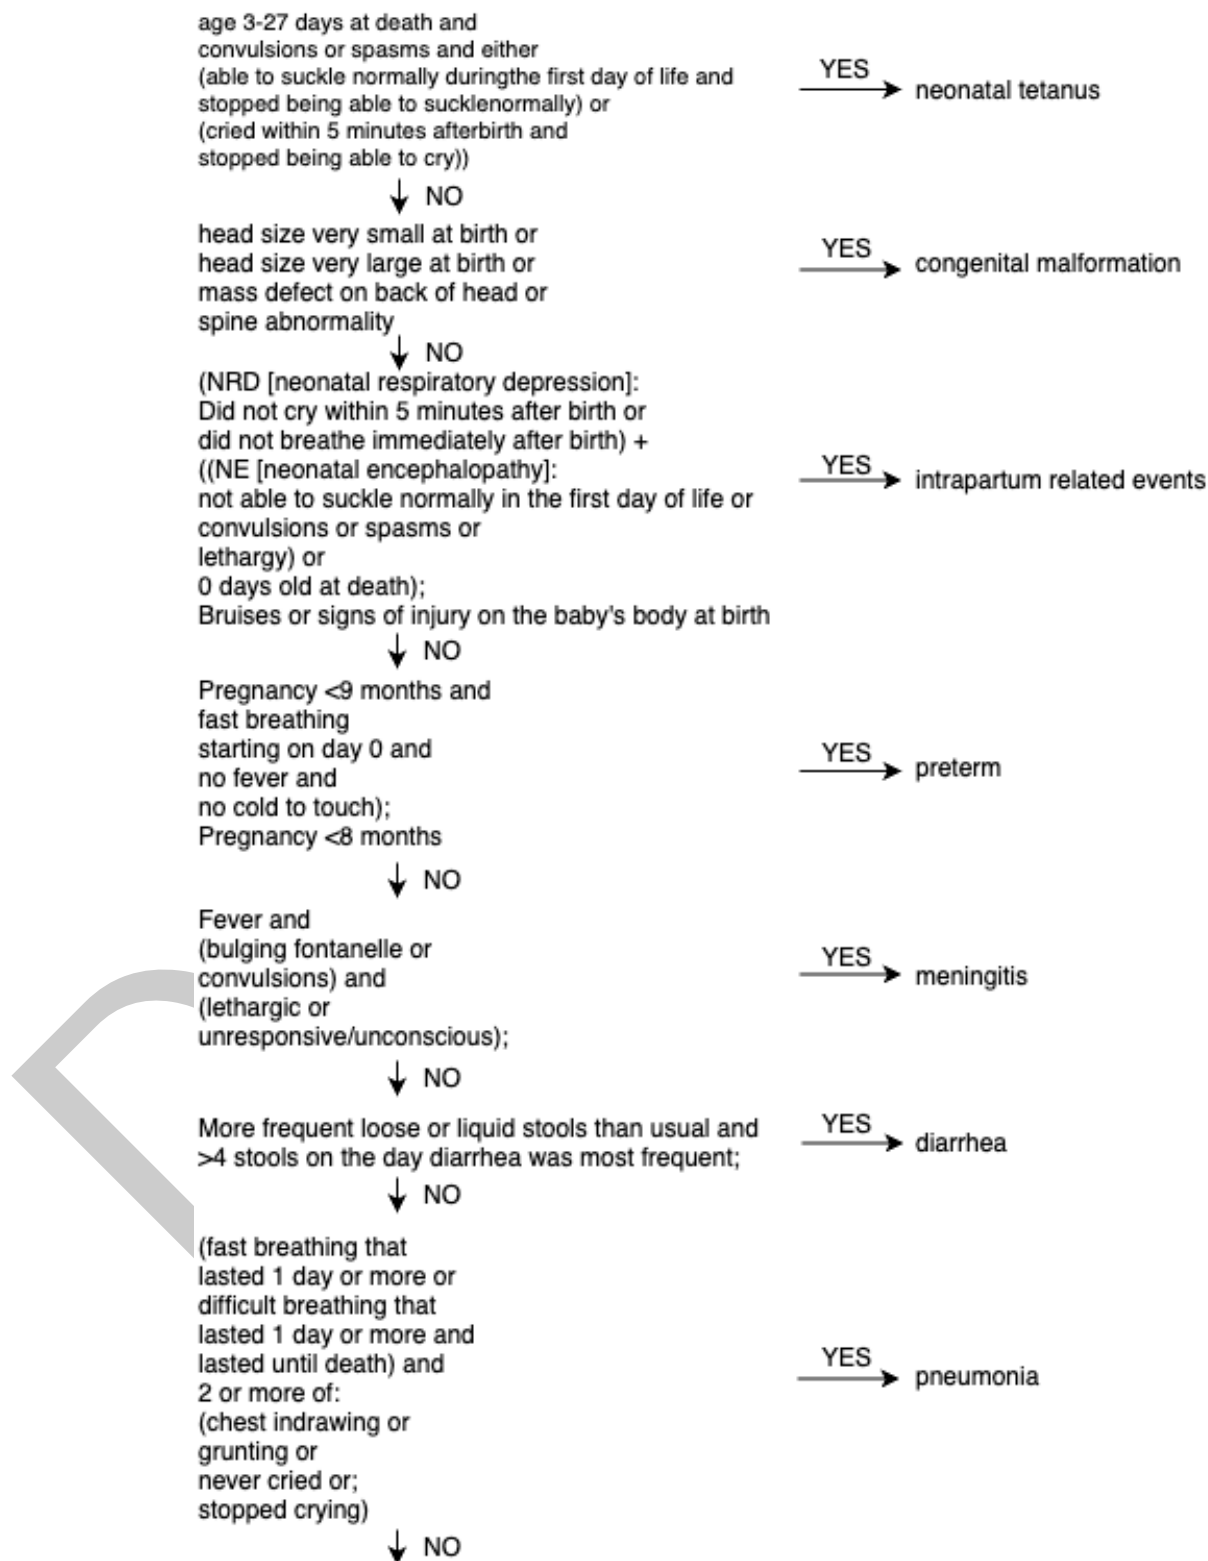 age 3-27 days at death and
convulsions or spasms and either
(able to suckle normally duringthe first day of life and
stopped being able to sucklenormally) or
(cried within 5 minutes afterbirth and
stopped being able to cry))
YES
neonatal tetanus
NO
head size very small at birth or
head size very large at birth or
mass defect on back of head or
spine abnormality
YES
congenital malformation
NO
(NRD [neonatal respiratory depression]:
Did not cry within 5 minutes after birth or
did not breathe immediately after birth) +
((NE [neonatal encephalopathy]:
not able to suckle normally in the first day of life or
convulsions or spasms or
lethargy) or
0 days old at death);
Bruises or signs of injury on the baby's body at birth
YES
intrapartum related events
NO
Pregnancy <9 months and
fast breathing
starting on day 0 and
no fever and
no cold to touch);
Pregnancy <8 months
YES
preterm
NO
Fever and
(bulging fontanelle or
convulsions) and
(lethargic or
unresponsive/unconscious);
YES
meningitis
NO
More frequent loose or liquid stools than usual and
>4 stools on the day diarrhea was most frequent;
YES
diarrhea
NO
(fast breathing that
lasted 1 day or more or
difficult breathing that
lasted 1 day or more and
lasted until death) and
2 or more of:
(chest indrawing or
grunting or
never cried or;
stopped crying)
YES
pneumonia
NO